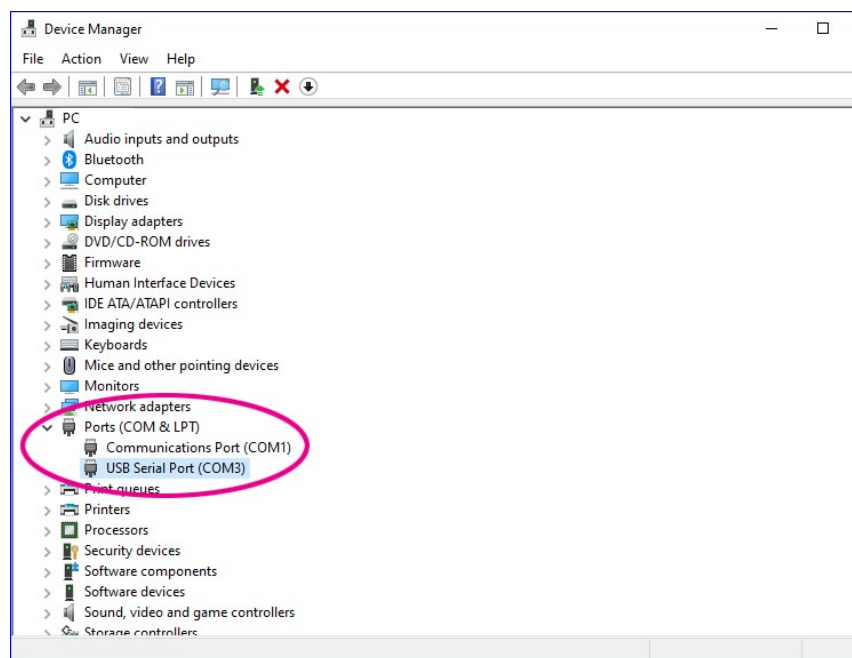 Device Manager
File Action View Help
PC
Audio inputs and outputs
Bluetooth
Computer
Disk drives
Display adapters
DVD/CD-ROM drives
Firmware
Human Interface Devices
IDE ATA/ATAPI controllers
Imaging devices
Keyboards
Mice and other pointing devices
Monitors
Network adapters
Ports (COM & LPT)
Communications Port (COM1)
USB Serial Port (COM3)
Print queues
Printers
Processors
Security devices
Software components
Software devices
Sound, video and game controllers
Storage controllers